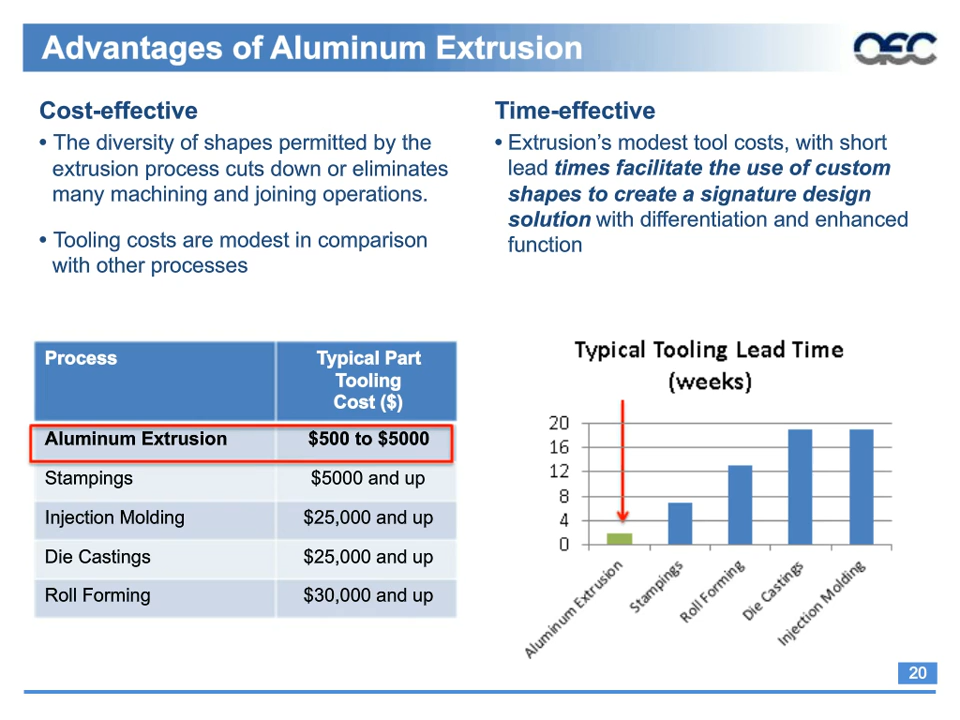 Advantages of Aluminum Extrusion
AEC
Cost-effective
• The diversity of shapes permitted by the
extrusion process cuts down or eliminates
many machining and joining operations.
• Tooling costs are modest in comparison
with other processes
Time-effective
• Extrusion’s modest tool costs, with short
lead times facilitate the use of custom
shapes to create a signature design
solution with differentiation and enhanced
function
Process
Typical Part
Tooling
Cost ($)
Aluminum Extrusion $500 to $5000
Stampings $5000 and up
Injection Molding $25,000 and up
Die Castings $25,000 and up
Roll Forming $30,000 and up
Typical Tooling Lead Time
(weeks)
20
16
12
8
4
0
Aluminum Extrusion
Stampings
Roll Forming
Die Castings
Injection Molding
20